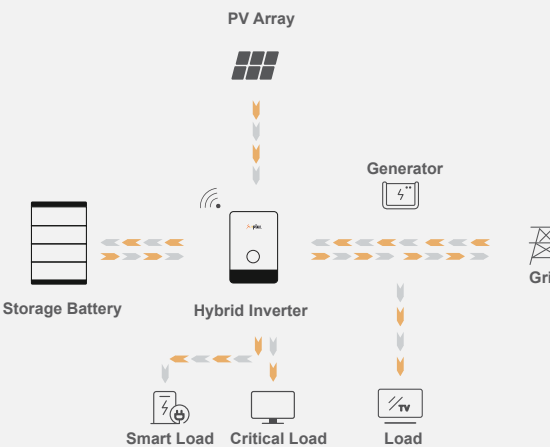 PV Array
Generator
Storage Battery
Hybrid Inverter
Gri
Smart Load
Critical Load
TV
Load